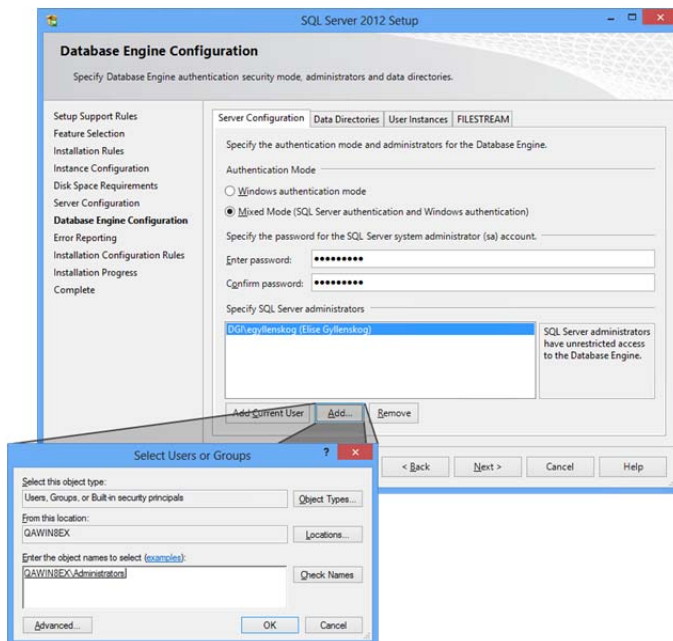 SQL Server 2012 Setup
Database Engine Configuration
Specify Database Engine authentication security mode, administrators and data directories.
Setup Support Rules
Feature Selection
Installation Rules
Instance Configuration
Disk Space Requirements
Server Configuration
Database Engine Configuration
Error Reporting
Installation Configuration Rules
Installation Progress
Complete
Server Configuration Data Directories User Instances FILESTREAM
Specify the authentication mode and administrators for the Database Engine.
Authentication Mode
Windows authentication mode
Mixed Mode (SQL Server authentication and Windows authentication)
Specify the password for the SQL Server system administrator (sa) account.
Enter password: •••••••••
Confirm password: •••••••••
Specify SQL Server administrators
DGI\egyllenskog (Elise Gyllenskog)
SQL Server administrators
have unrestricted access
to the Database Engine.
Add Current User Add... Remove
< Back Next > Cancel Help
Select Users or Groups ?
Select this object type:
Users, Groups, or Built-in security principals Object Types...
From this location:
QAWIN8EX Locations...
Enter the object names to select (examples):
QAWIN8EX\Administrators Check Names
Advanced... OK Cancel